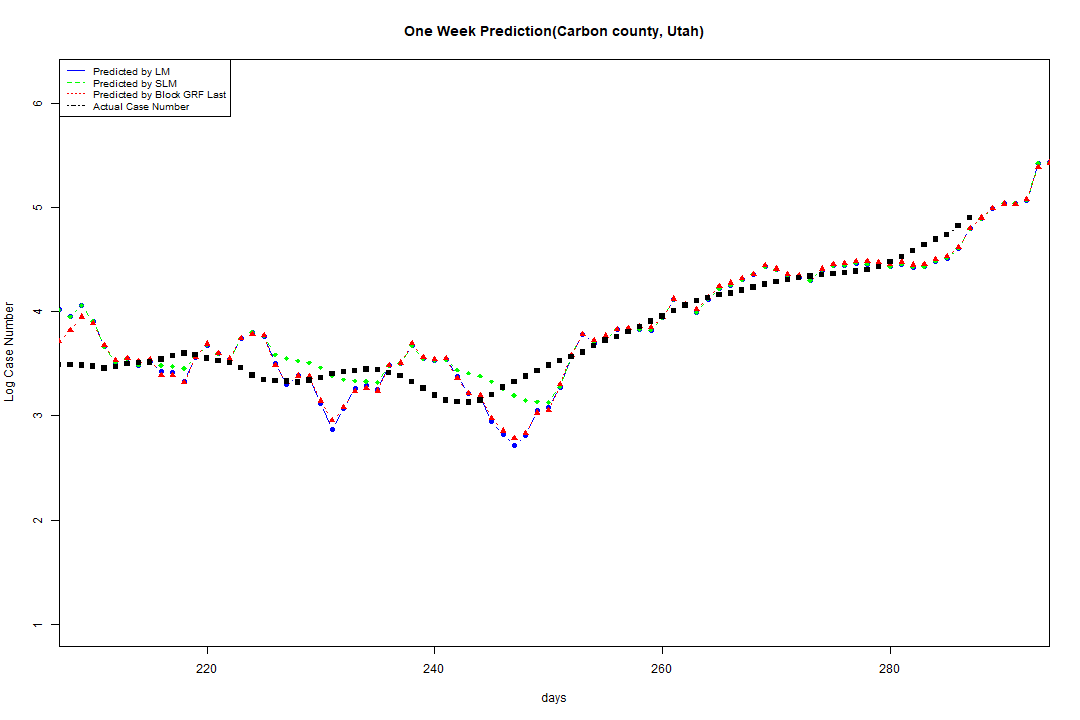 One Week Prediction(Carbon county, Utah)
Predicted by LM
Predicted by SLM
Predicted by Block GRF Last
Actual Case Number
6
5
4
3
2
1
Log Case Number
220 240 260 280
days